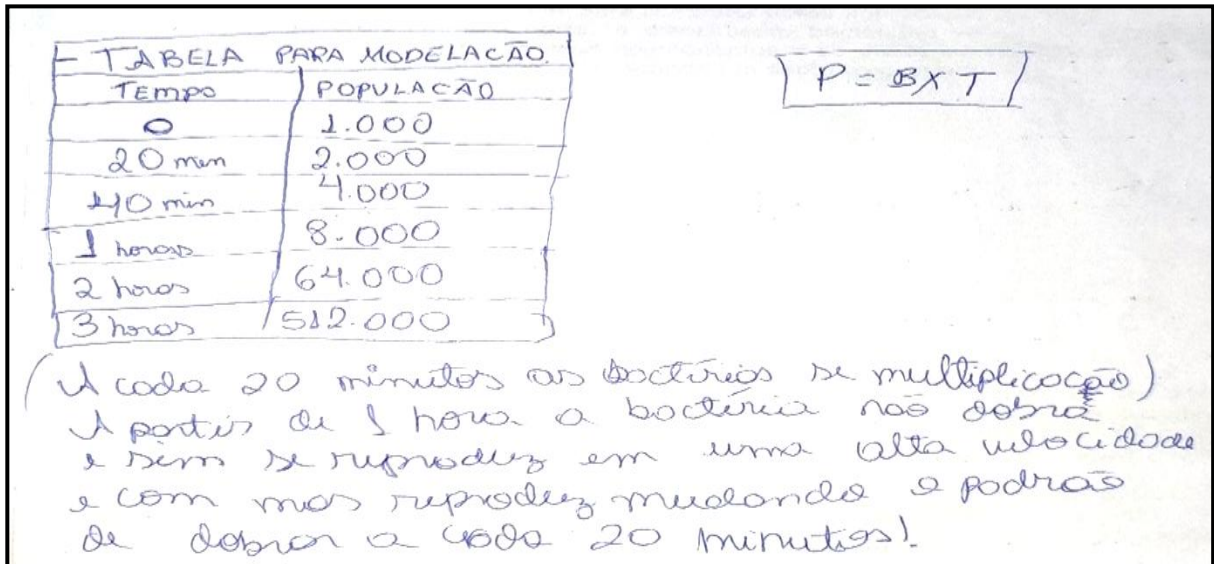 TABELA PARA MODELACÃO. P = BX T
TEMPO POPULACÃO
0 1.000
20 min 2.000
40 min 4.000
1 horas 8.000
2 horas 64.000
3 horas 512.000
(A cada 20 minutos as bactérias se multiplicação)
A partir de 1 hora a bactéria não dobra
e sim se reproduz em uma alta velocidade
e com mas reproduz mudando o padrão
de dobrar a cada 20 minutos!